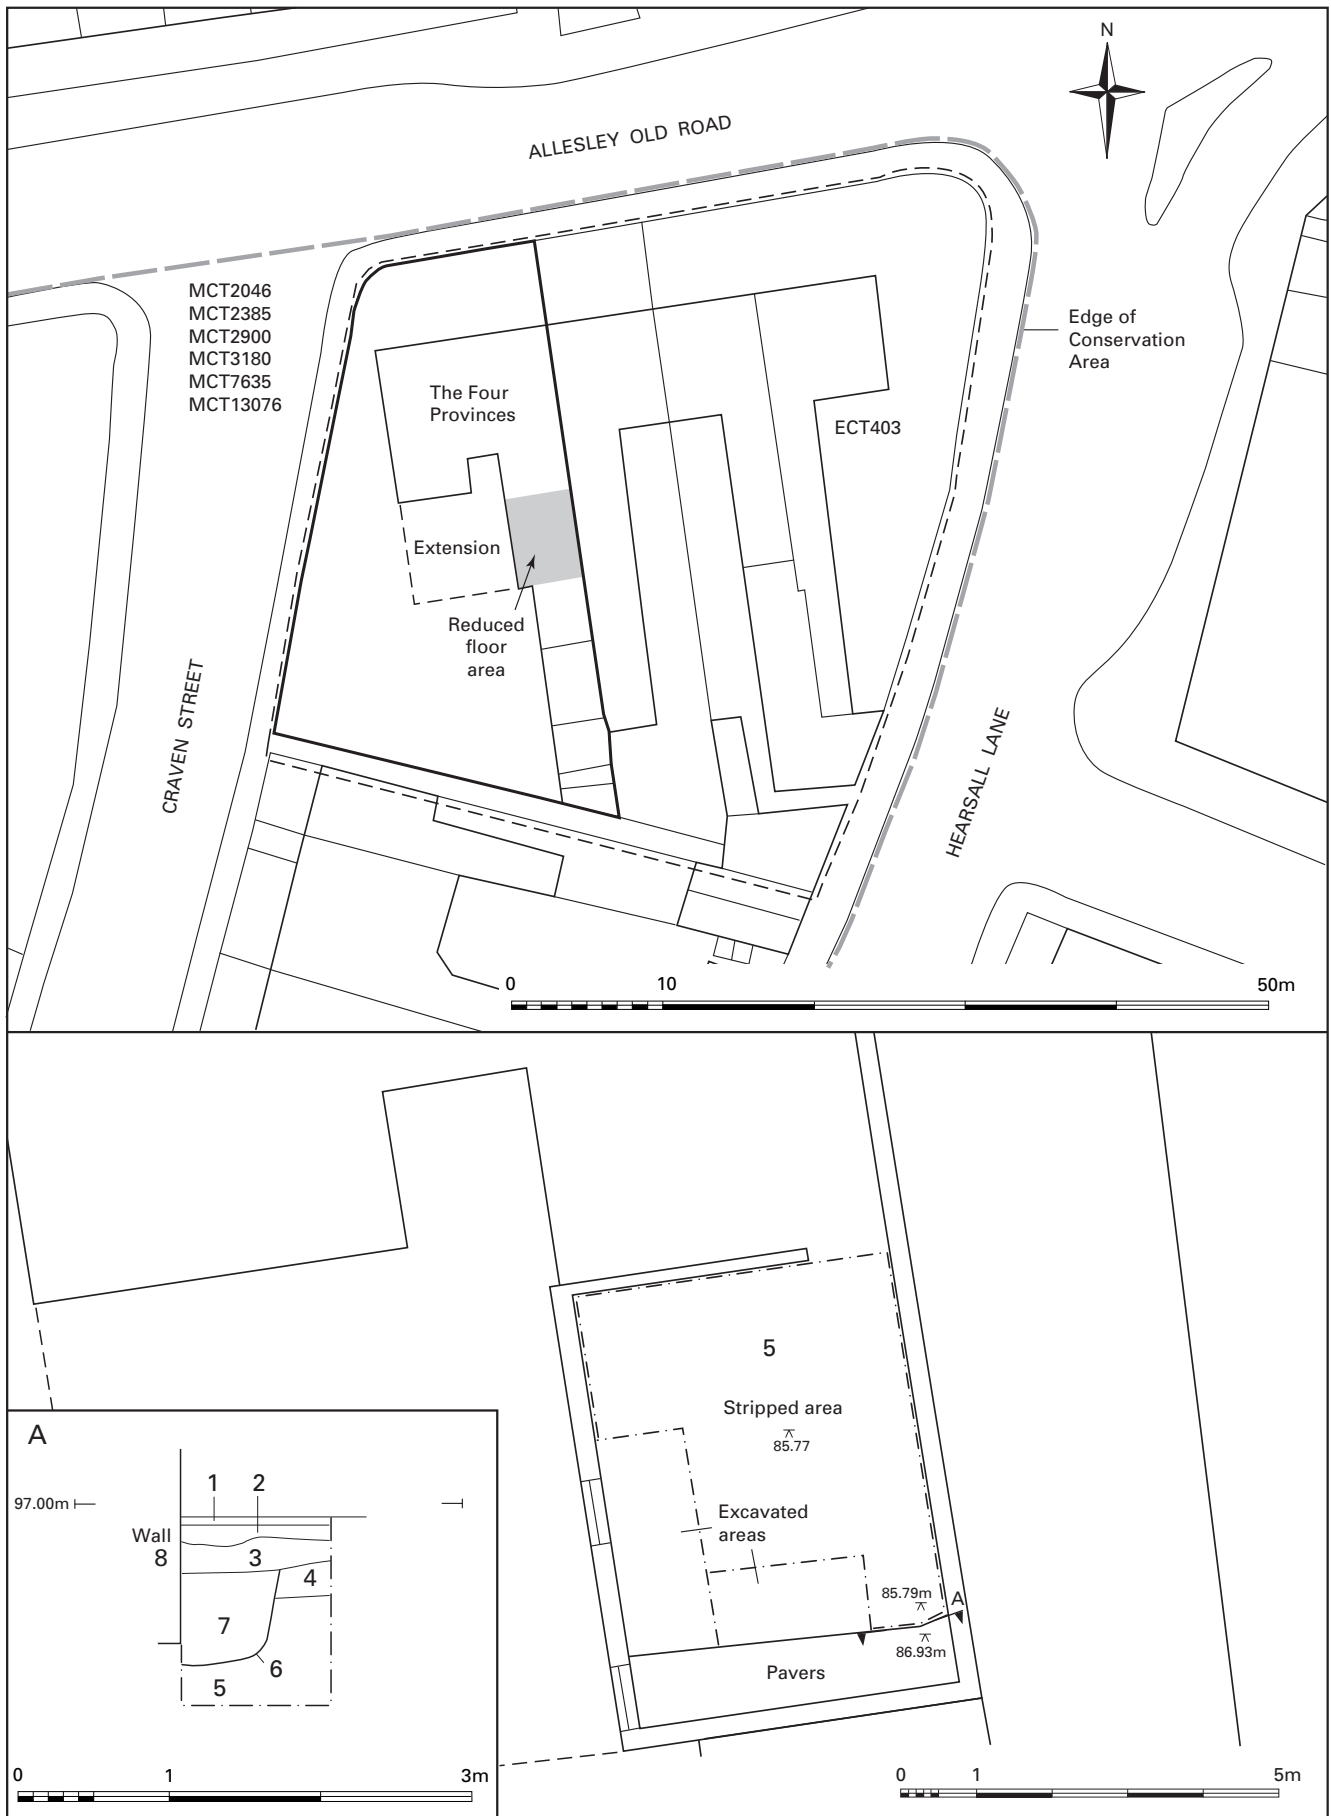 N
ALLESLEY OLD ROAD
MCT2046
MCT2385
MCT2900
MCT3180
MCT7635
MCT13076
Edge of
Conservation
Area
The Four
Provinces
ECT403
Extension
Reduced
floor
area
CRAVEN STREET
HEARSALL LANE
0 10 50m
5
Stripped area
85.77
Excavated
areas
85.79m
A
86.93m
Pavers
A
97.00m
1 2
Wall
8
3
4
7
6
5
0 1 3m
0 1 5m